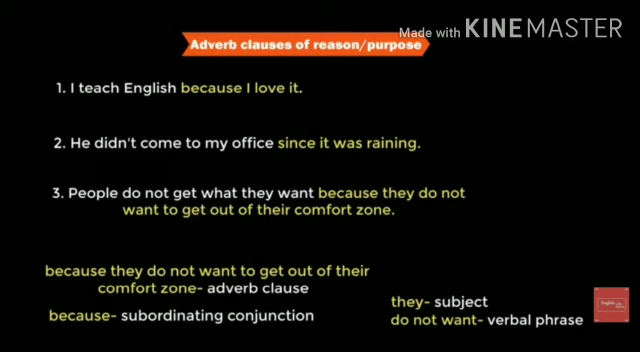 Made with KINEMASTER
Adverb clauses of reason/purpose
1. I teach English because I love it.
2. He didn't come to my office since it was raining.
3. People do not get what they want because they do not
want to get out of their comfort zone.
because they do not want to get out of their
comfort zone- adverb clause
because- subordinating conjunction
they- subject
do not want- verbal phrase
English